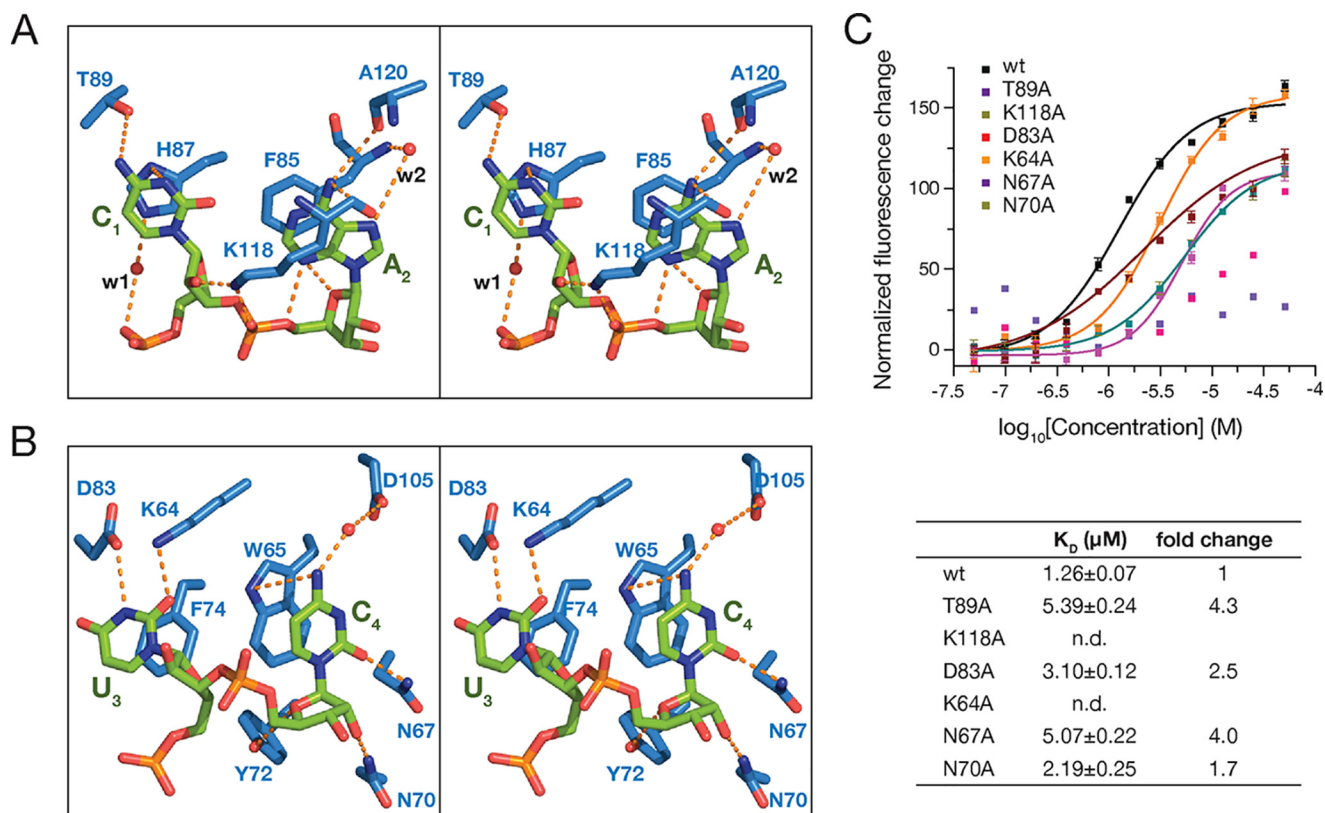 A
T89
H87
C1
w1
K118
F85
A120
w2
A2
T89
H87
C1
w1
K118
F85
A120
w2
A2
B
D83
K64
F74
U3
W65
D105
C4
N67
Y72
N70
D83
K64
F74
U3
W65
D105
C4
N67
Y72
N70
C
Normalized fluorescence change
150
100
50
0
wt
T89A
K118A
D83A
K64A
N67A
N70A
-7.5 -7 -6.5 -6 -5.5 -5 -4.5 -4
log10[Concentration] (M)
KD (μM) fold change
wt 1.26±0.07 1
T89A 5.39±0.24 4.3
K118A n.d.
D83A 3.10±0.12 2.5
K64A n.d.
N67A 5.07±0.22 4.0
N70A 2.19±0.25 1.7